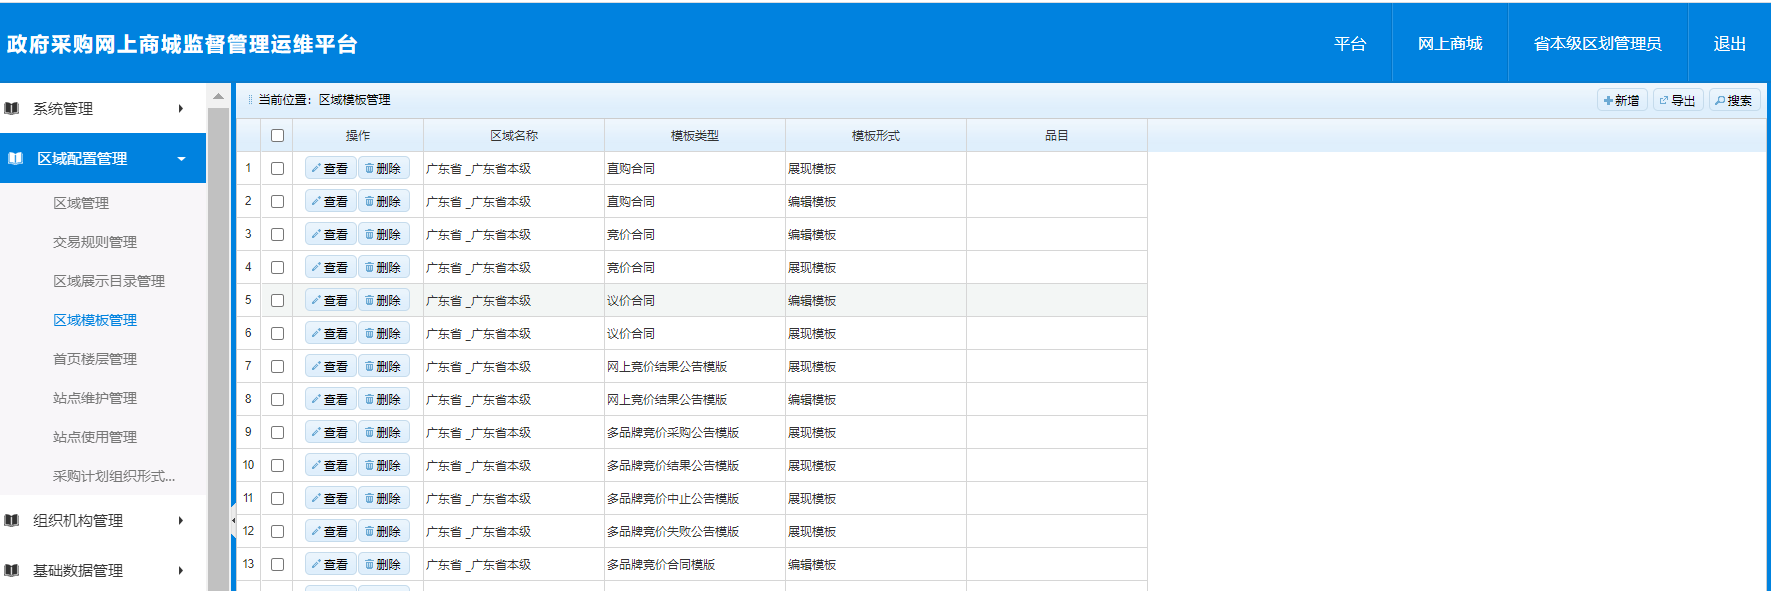 政府采购网上商城监督管理运维平台
平台 网上商城 省本级区划管理员 退出
系统管理
区域配置管理
区域管理
交易规则管理
区域展示目录管理
区域模板管理
首页楼层管理
站点维护管理
站点使用管理
采购计划组织形式...
组织机构管理
基础数据管理
当前位置：区域模板管理 新增 导出 搜索
操作 区域名称 模板类型 模板形式 品目
1 查看 删除 广东省 _广东省本级 直购合同 展现模板
2 查看 删除 广东省 _广东省本级 直购合同 编辑模板
3 查看 删除 广东省 _广东省本级 竞价合同 编辑模板
4 查看 删除 广东省 _广东省本级 竞价合同 展现模板
5 查看 删除 广东省 _广东省本级 议价合同 编辑模板
6 查看 删除 广东省 _广东省本级 议价合同 展现模板
7 查看 删除 广东省 _广东省本级 网上竞价结果公告模版 展现模板
8 查看 删除 广东省 _广东省本级 网上竞价结果公告模版 编辑模板
9 查看 删除 广东省 _广东省本级 多品牌竞价采购公告模版 展现模板
10 查看 删除 广东省 _广东省本级 多品牌竞价结果公告模版 展现模板
11 查看 删除 广东省 _广东省本级 多品牌竞价中止公告模版 展现模板
12 查看 删除 广东省 _广东省本级 多品牌竞价失败公告模版 展现模板
13 查看 删除 广东省 _广东省本级 多品牌竞价合同模版 编辑模板